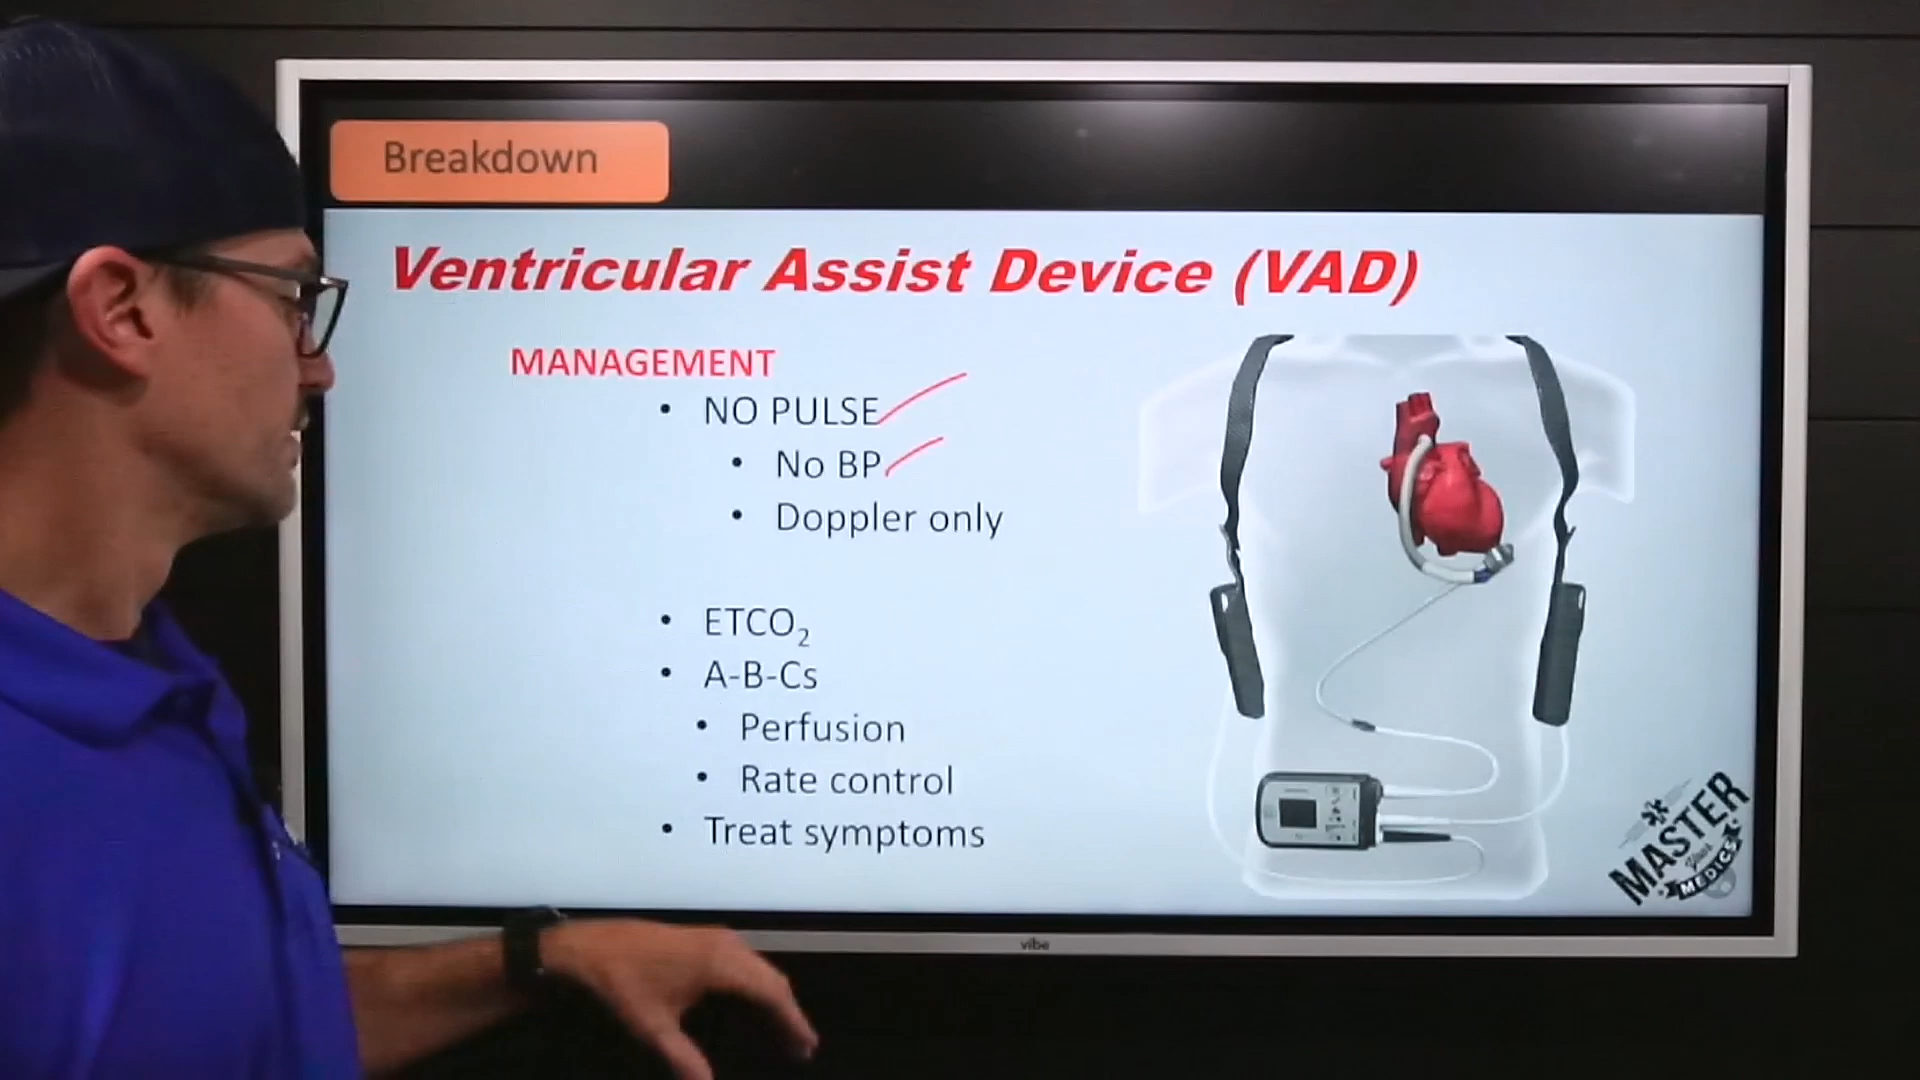 Breakdown
Ventricular Assist Device (VAD)
MANAGEMENT
• NO PULSE
• No BP
• Doppler only
• ETCO₂
• A-B-Cs
• Perfusion
• Rate control
• Treat symptoms
MASTER
Your
MEDICS
vibe